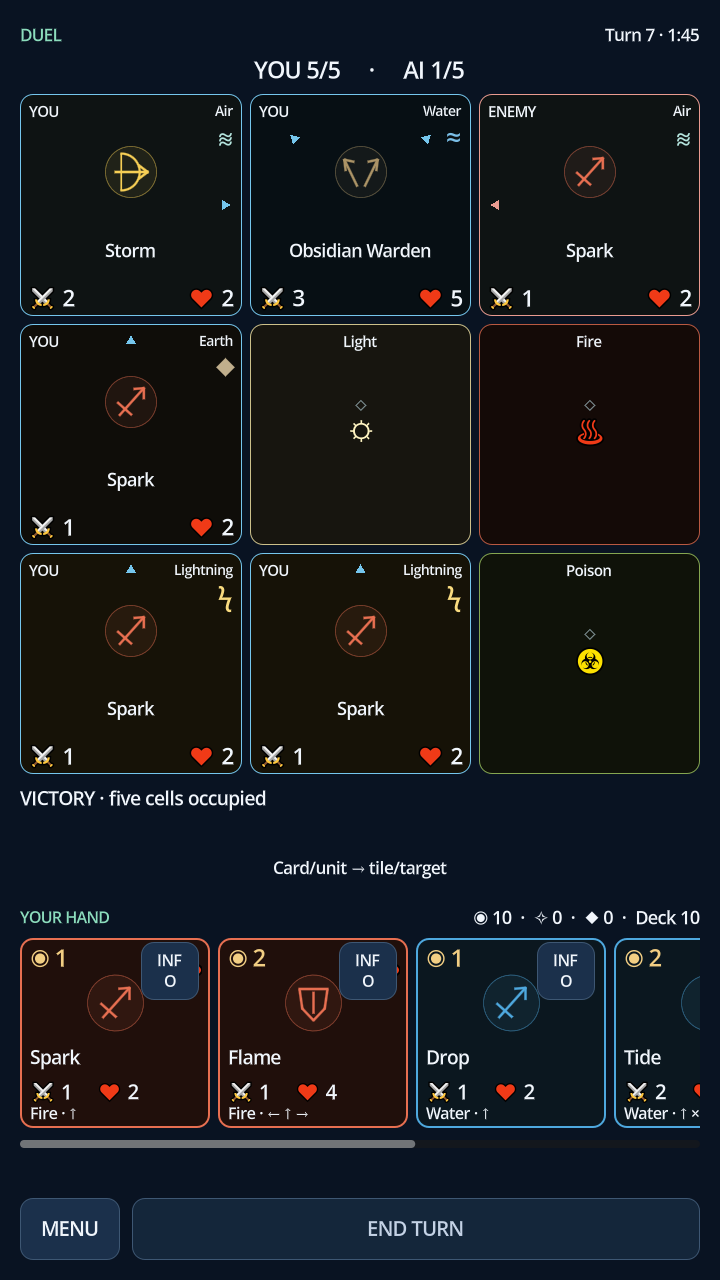 DUEL
Turn 7 · 1:45
YOU 5/5 · AI 1/5
YOU Air
Storm
2 2
YOU Water
Obsidian Warden
3 5
ENEMY Air
Spark
1 2
YOU Earth
Spark
1 2
Light
Fire
YOU Lightning
Spark
1 2
YOU Lightning
Spark
1 2
Poison
VICTORY · five cells occupied
Card/unit → tile/target
YOUR HAND
◉ 10 · ✧ 0 · ◆ 0 · Deck 10
◉ 1
INF
O
Spark
1 2
Fire · ↑
◉ 2
INF
O
Flame
1 4
Fire · ← ↑ →
◉ 1
INF
O
Drop
1 2
Water · ↑
◉ 2
Tide
2
Water · ↑ ×
MENU
END TURN